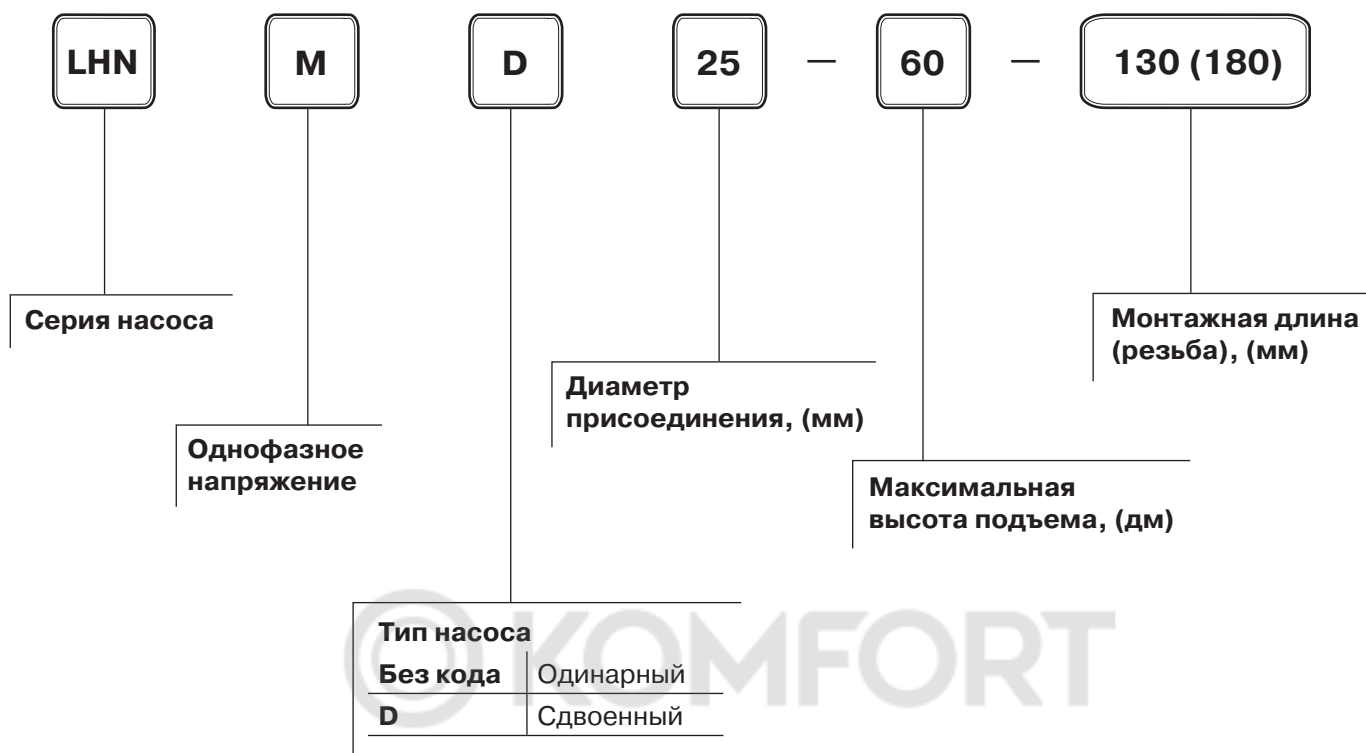 LHN M D 25 — 60 — 130 (180)
Серия насоса
Монтажная длина
(резьба), (мм)
Диаметр
присоединения, (мм)
Однофазное
напряжение
Максимальная
высота подъема, (дм)
Тип насоса
Без кода Одинарный
D Сдвоенный
© KOMFORT